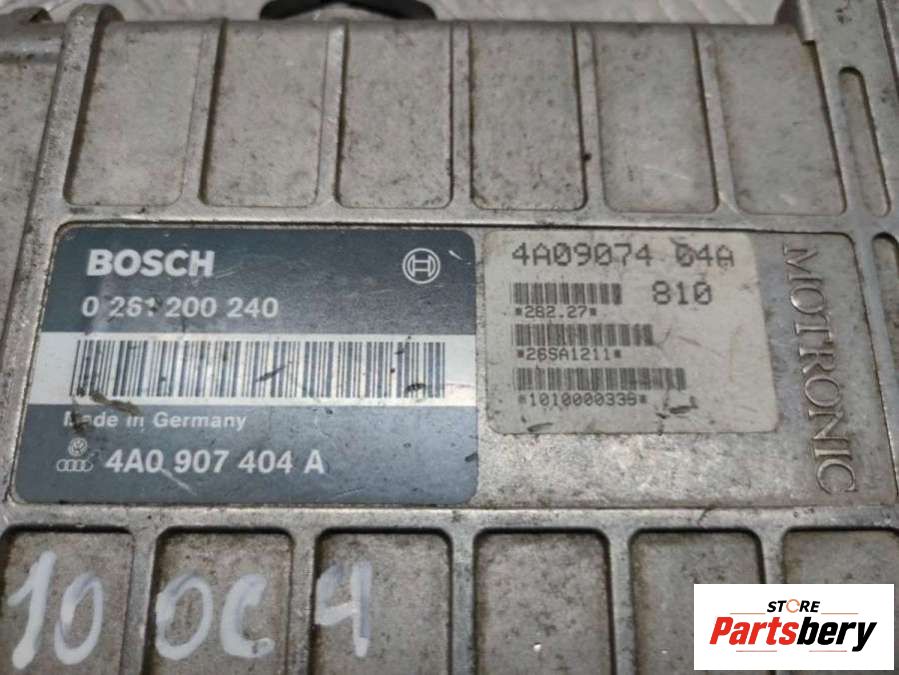 BOSCH
0 261 200 240
Made in Germany
4A0 907 404 A
4A09074 04A
810
*282.27*
*26SA1211*
*1010000336*
MOTRONIC
10 OC 4
STORE
Partsbery